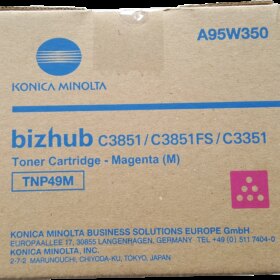 A95W350
KONICA MINOLTA
bizhub C3851/C3851FS/C3351
Toner Cartridge - Magenta (M)
TNP49M
KONICA MINOLTA BUSINESS SOLUTIONS EUROPE GmbH
EUROPAALLEE 17, 30855 LANGENHAGEN, GERMANY TEL +49 (0) 511.7404-0
KONICA MINOLTA, INC.
2-7-2 MARUNOUCHI, CHIYODA-KU, TOKYO, JAPAN